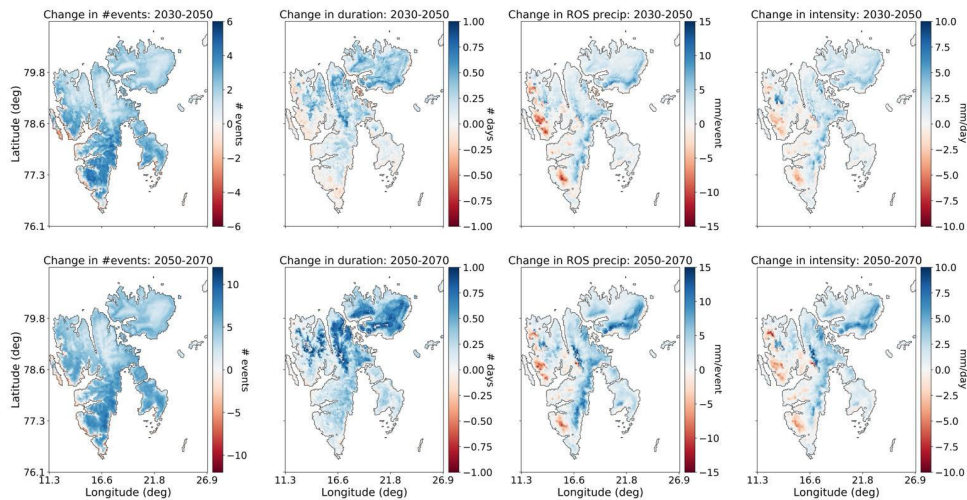 Change in #events: 2030-2050
Change in duration: 2030-2050
Change in ROS precip: 2030-2050
Change in intensity: 2030-2050
Latitude (deg)
79.8
78.6
77.3
76.1
6
4
2
0
−2
−4
−6
# events
1.00
0.75
0.50
0.25
0.00
−0.25
−0.50
−0.75
−1.00
# days
15
10
5
0
−5
−10
−15
mm/event
10.0
7.5
5.0
2.5
0.0
−2.5
−5.0
−7.5
−10.0
mm/day
Change in #events: 2050-2070
Change in duration: 2050-2070
Change in ROS precip: 2050-2070
Change in intensity: 2050-2070
Latitude (deg)
79.8
78.6
77.3
76.1
10
5
0
−5
−10
# events
1.00
0.75
0.50
0.25
0.00
−0.25
−0.50
−0.75
−1.00
# days
15
10
5
0
−5
−10
−15
mm/event
10.0
7.5
5.0
2.5
0.0
−2.5
−5.0
−7.5
−10.0
mm/day
11.3 16.6 21.8 26.9
Longitude (deg)
11.3 16.6 21.8 26.9
Longitude (deg)
11.3 16.6 21.8 26.9
Longitude (deg)
11.3 16.6 21.8 26.9
Longitude (deg)